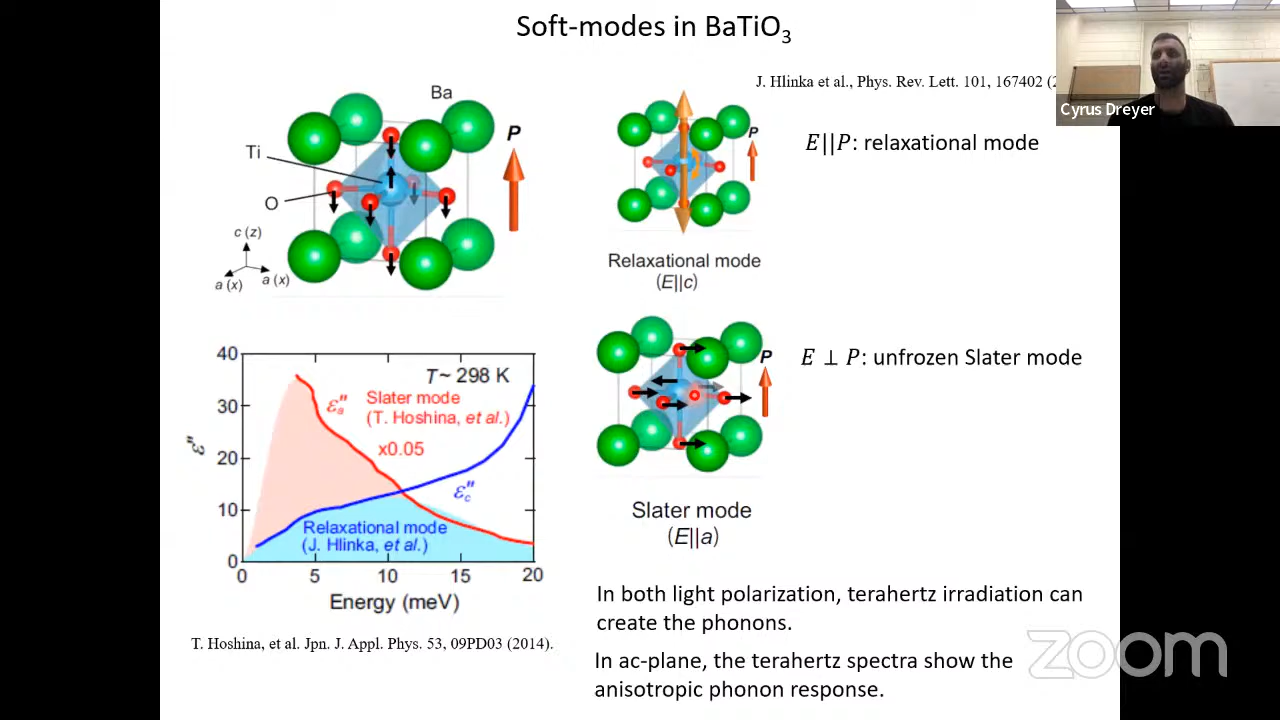 Soft-modes in BaTiO₃
J. Hlinka et al., Phys. Rev. Lett. 101, 167402 (2
Cyrus Dreyer
Ba
Ti
O
P
c (z)
a (x)
a (x)
P
Relaxational mode
(E||c)
E||P: relaxational mode
P
Slater mode
(E||a)
E ⊥ P: unfrozen Slater mode
40
30
20
10
0
ε"
T~ 298 K
ε"a
Slater mode
(T. Hoshina, et al.)
x0.05
ε"c
Relaxational mode
(J. Hlinka, et al.)
0 5 10 15 20
Energy (meV)
T. Hoshina, et al. Jpn. J. Appl. Phys. 53, 09PD03 (2014).
In both light polarization, terahertz irradiation can
create the phonons.
In ac-plane, the terahertz spectra show the
anisotropic phonon response.
zoom